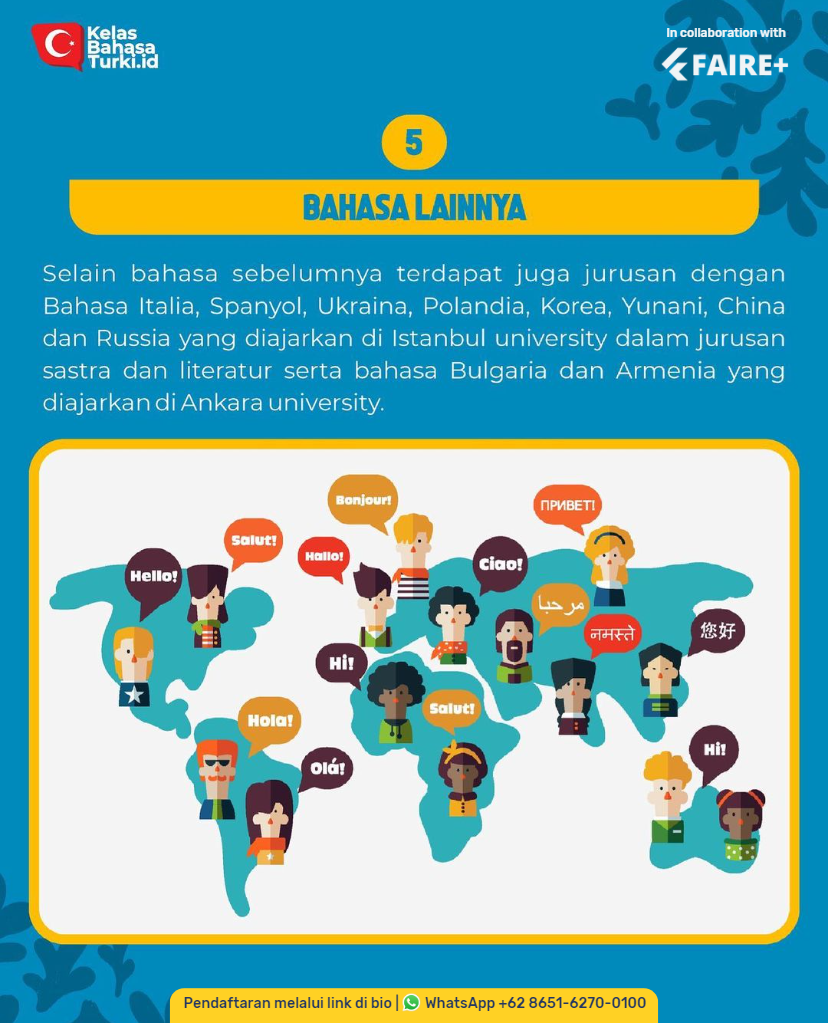 Kelas
Bahasa
Turki.id
In collaboration with
FAIRE+
5
BAHASA LAINNYA
Selain bahasa sebelumnya terdapat juga jurusan dengan
Bahasa Italia, Spanyol, Ukraina, Polandia, Korea, Yunani, China
dan Russia yang diajarkan di Istanbul university dalam jurusan
sastra dan literatur serta bahasa Bulgaria dan Armenia yang
diajarkan di Ankara university.
Bonjour!
ПРИВЕТ!
Salut!
Hallo!
Ciao!
Hello!
مرحبا
नमस्ते
您好
Hi!
Salut!
Hola!
Olá!
Hi!
Pendaftaran melalui link di bio | WhatsApp +62 8651-6270-0100